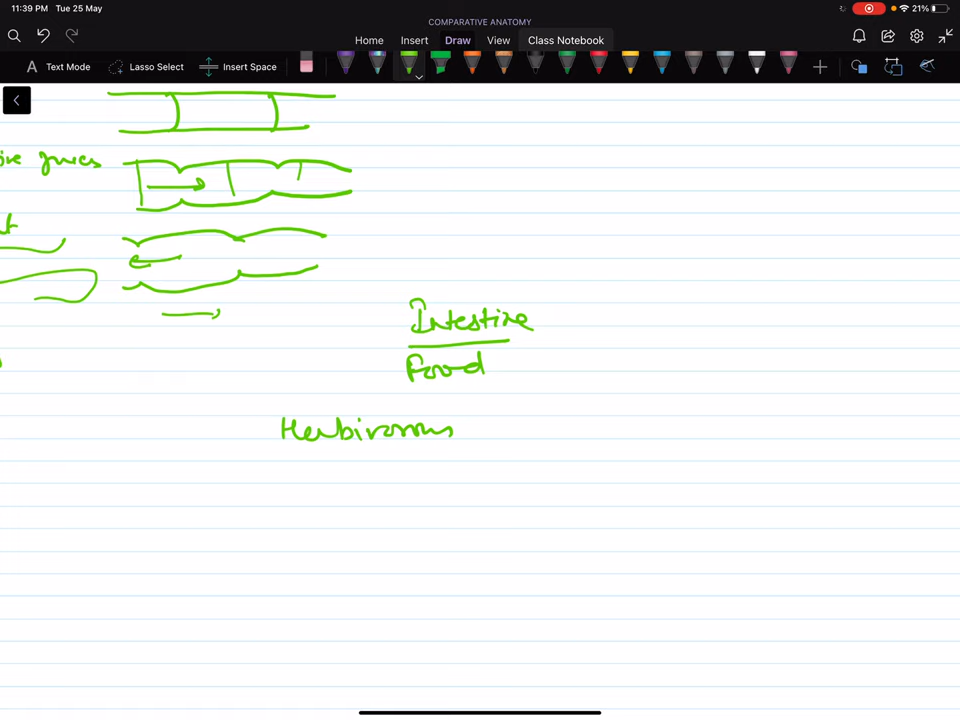 11:39 PM Tue 25 May
21%
COMPARATIVE ANATOMY
Home Insert Draw View Class Notebook
Text Mode Lasso Select Insert Space
juices
Intestine
Food
Herbivorous